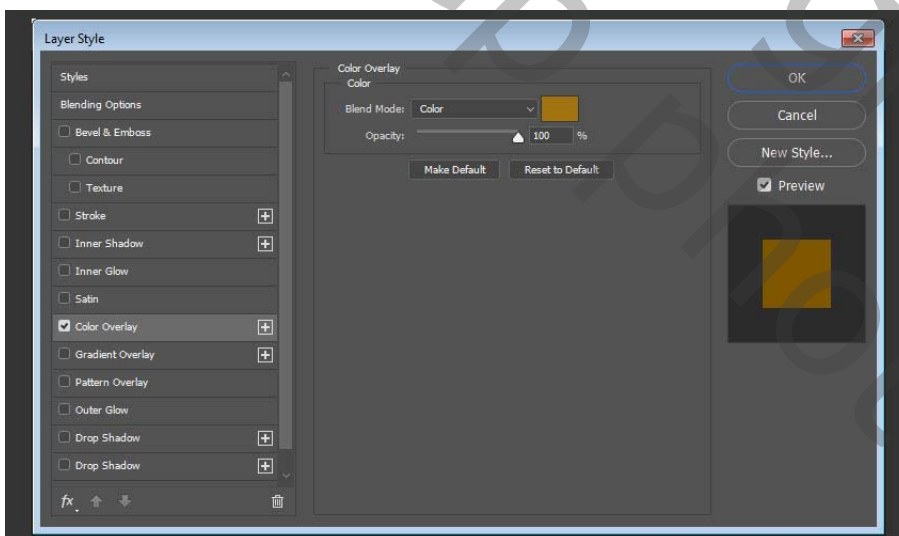 Layer Style
Styles
Blending Options
Bevel & Emboss
Contour
Texture
Stroke
Inner Shadow
Inner Glow
Satin
Color Overlay
Gradient Overlay
Pattern Overlay
Outer Glow
Drop Shadow
Drop Shadow
fx
Color Overlay
Color
Blend Mode: Color
Opacity: 100 %
Make Default Reset to Default
OK
Cancel
New Style...
Preview